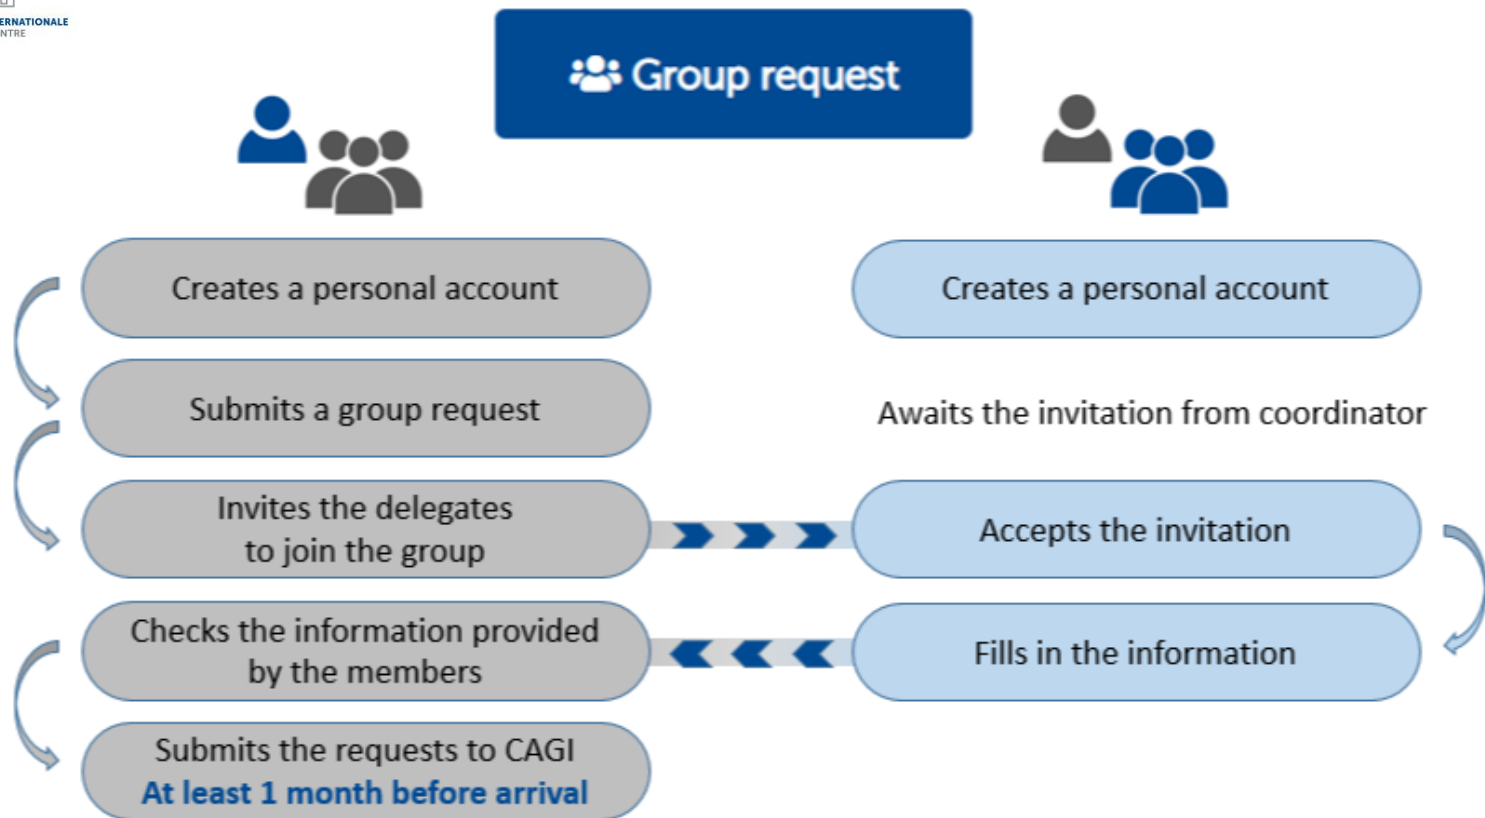 ERNATIONALE
NTRE
Group request
Creates a personal account
Submits a group request
Invites the delegates
to join the group
Checks the information provided
by the members
Submits the requests to CAGI
At least 1 month before arrival
Creates a personal account
Awaits the invitation from coordinator
Accepts the invitation
Fills in the information